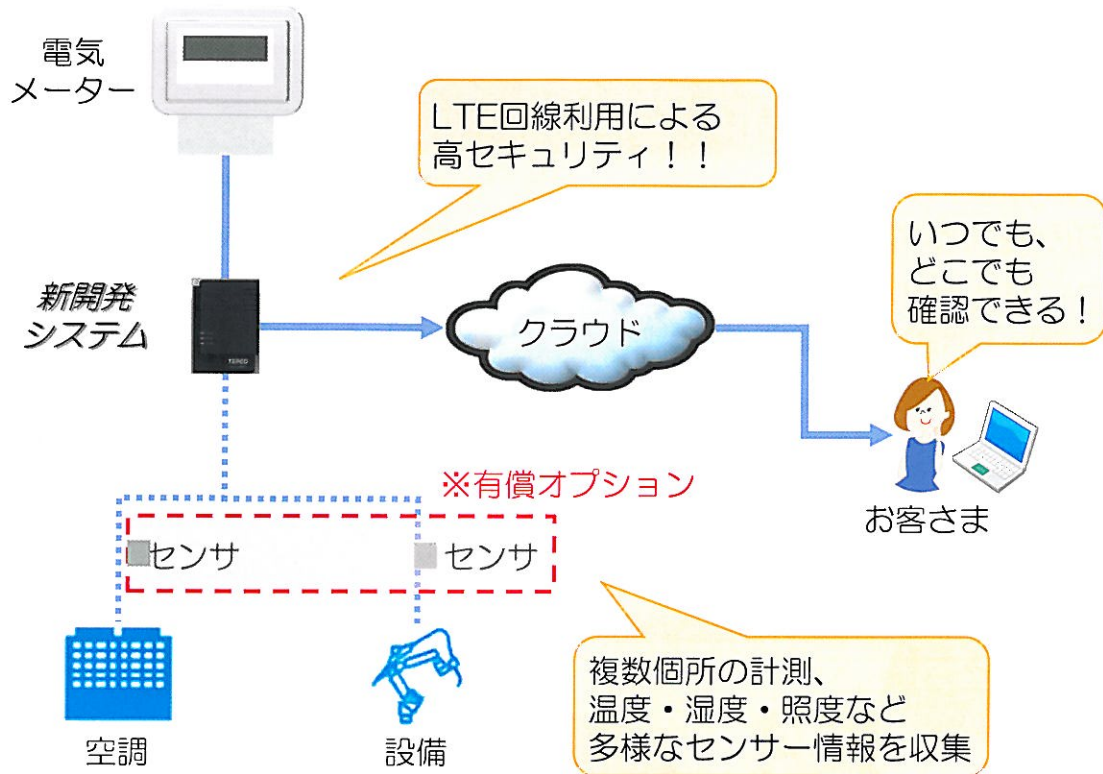 電気
メーター
LTE回線利用による
高セキュリティ！！
いつでも、
どこでも
確認できる！
新開発
システム
クラウド
※有償オプション
お客さま
センサ
センサ
複数個所の計測、
温度・湿度・照度など
多様なセンサー情報を収集
空調
設備